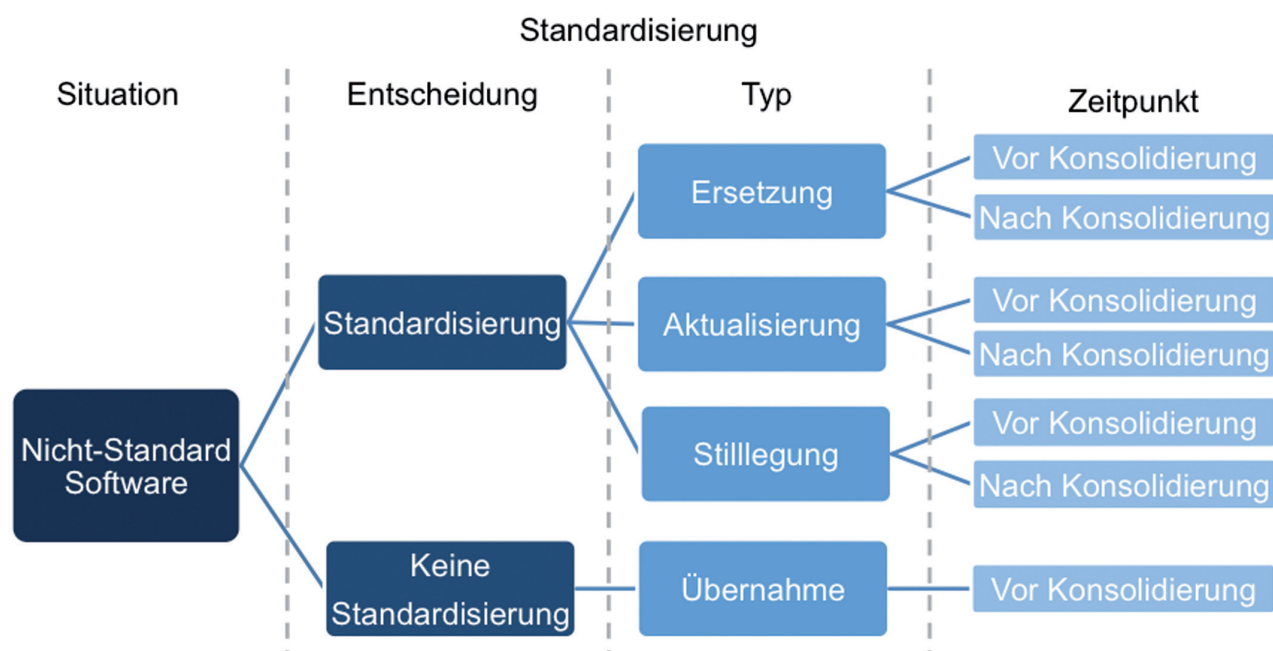 Standardisierung
Situation
Entscheidung
Typ
Zeitpunkt
Nicht-Standard
Software
Standardisierung
Keine
Standardisierung
Ersetzung
Aktualisierung
Stilllegung
Übernahme
Vor Konsolidierung
Nach Konsolidierung
Vor Konsolidierung
Nach Konsolidierung
Vor Konsolidierung
Nach Konsolidierung
Vor Konsolidierung